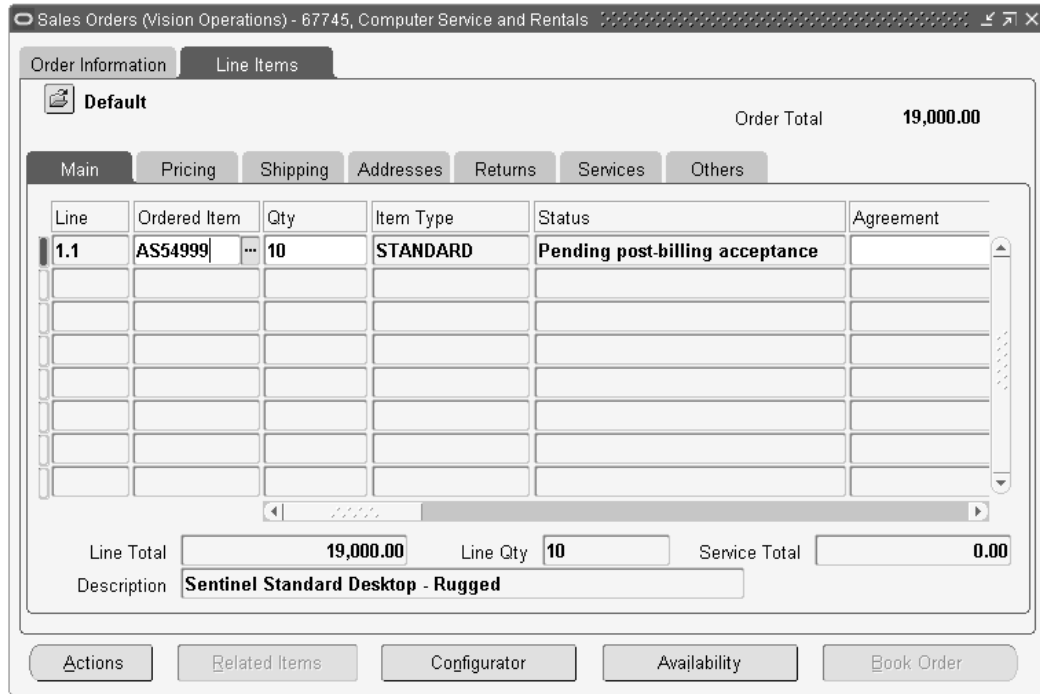 Sales Orders (Vision Operations) - 67745, Computer Service and Rentals
Order Information Line Items
Default
Order Total 19,000.00
Main Pricing Shipping Addresses Returns Services Others
Line Ordered Item Qty Item Type Status Agreement
1.1 AS54999 ... 10 STANDARD Pending post-billing acceptance
Line Total 19,000.00 Line Qty 10 Service Total 0.00
Description Sentinel Standard Desktop - Rugged
Actions Related Items Configurator Availability Book Order